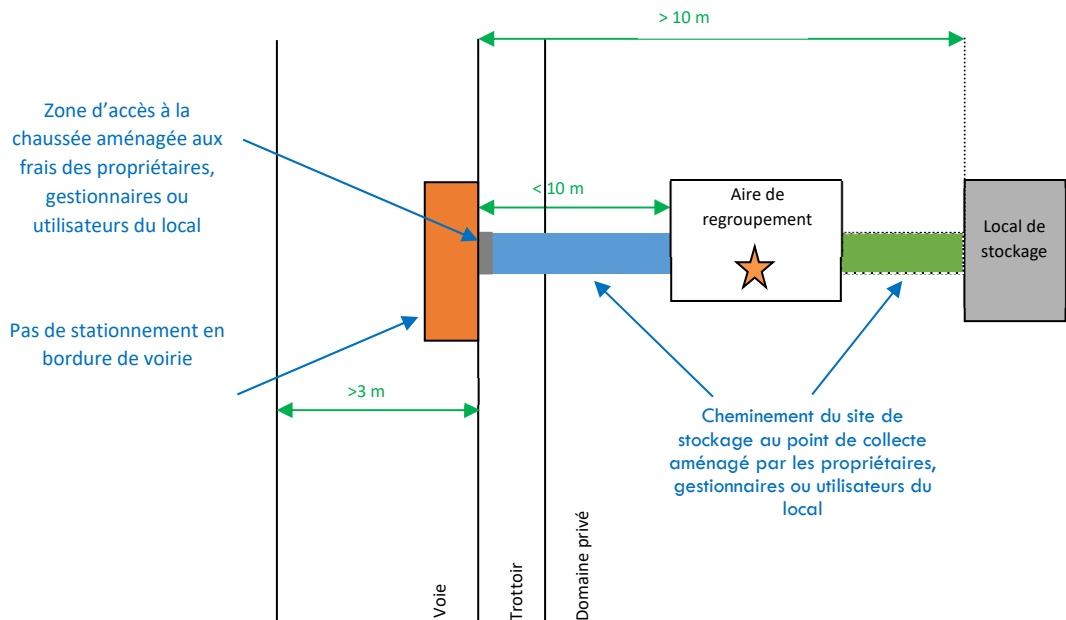 > 10 m
Zone d’accès à la
chaussée aménagée aux
frais des propriétaires,
gestionnaires ou
utilisateurs du local
< 10 m
Aire de
regroupement
Local de
stockage
Pas de stationnement en
bordure de voirie
>3 m
Cheminement du site de
stockage au point de collecte
aménagé par les propriétaires,
gestionnaires ou utilisateurs du
local
Voie
Trottoir
Domaine privé